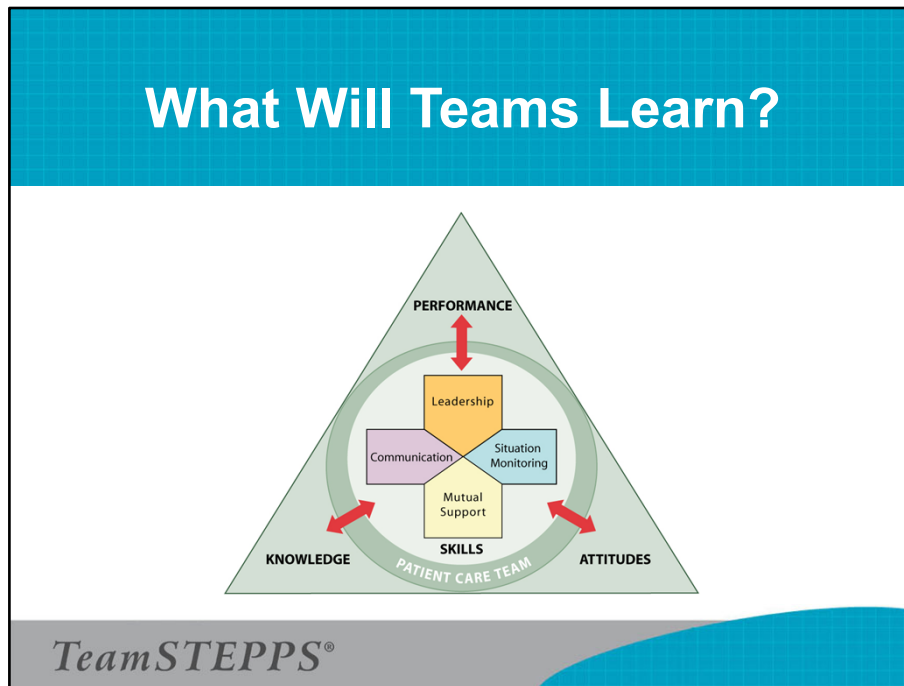 What Will Teams Learn?
PERFORMANCE
Leadership
Communication
Situation
Monitoring
Mutual
Support
SKILLS
KNOWLEDGE
PATIENT CARE TEAM
ATTITUDES
TeamSTEPPS®